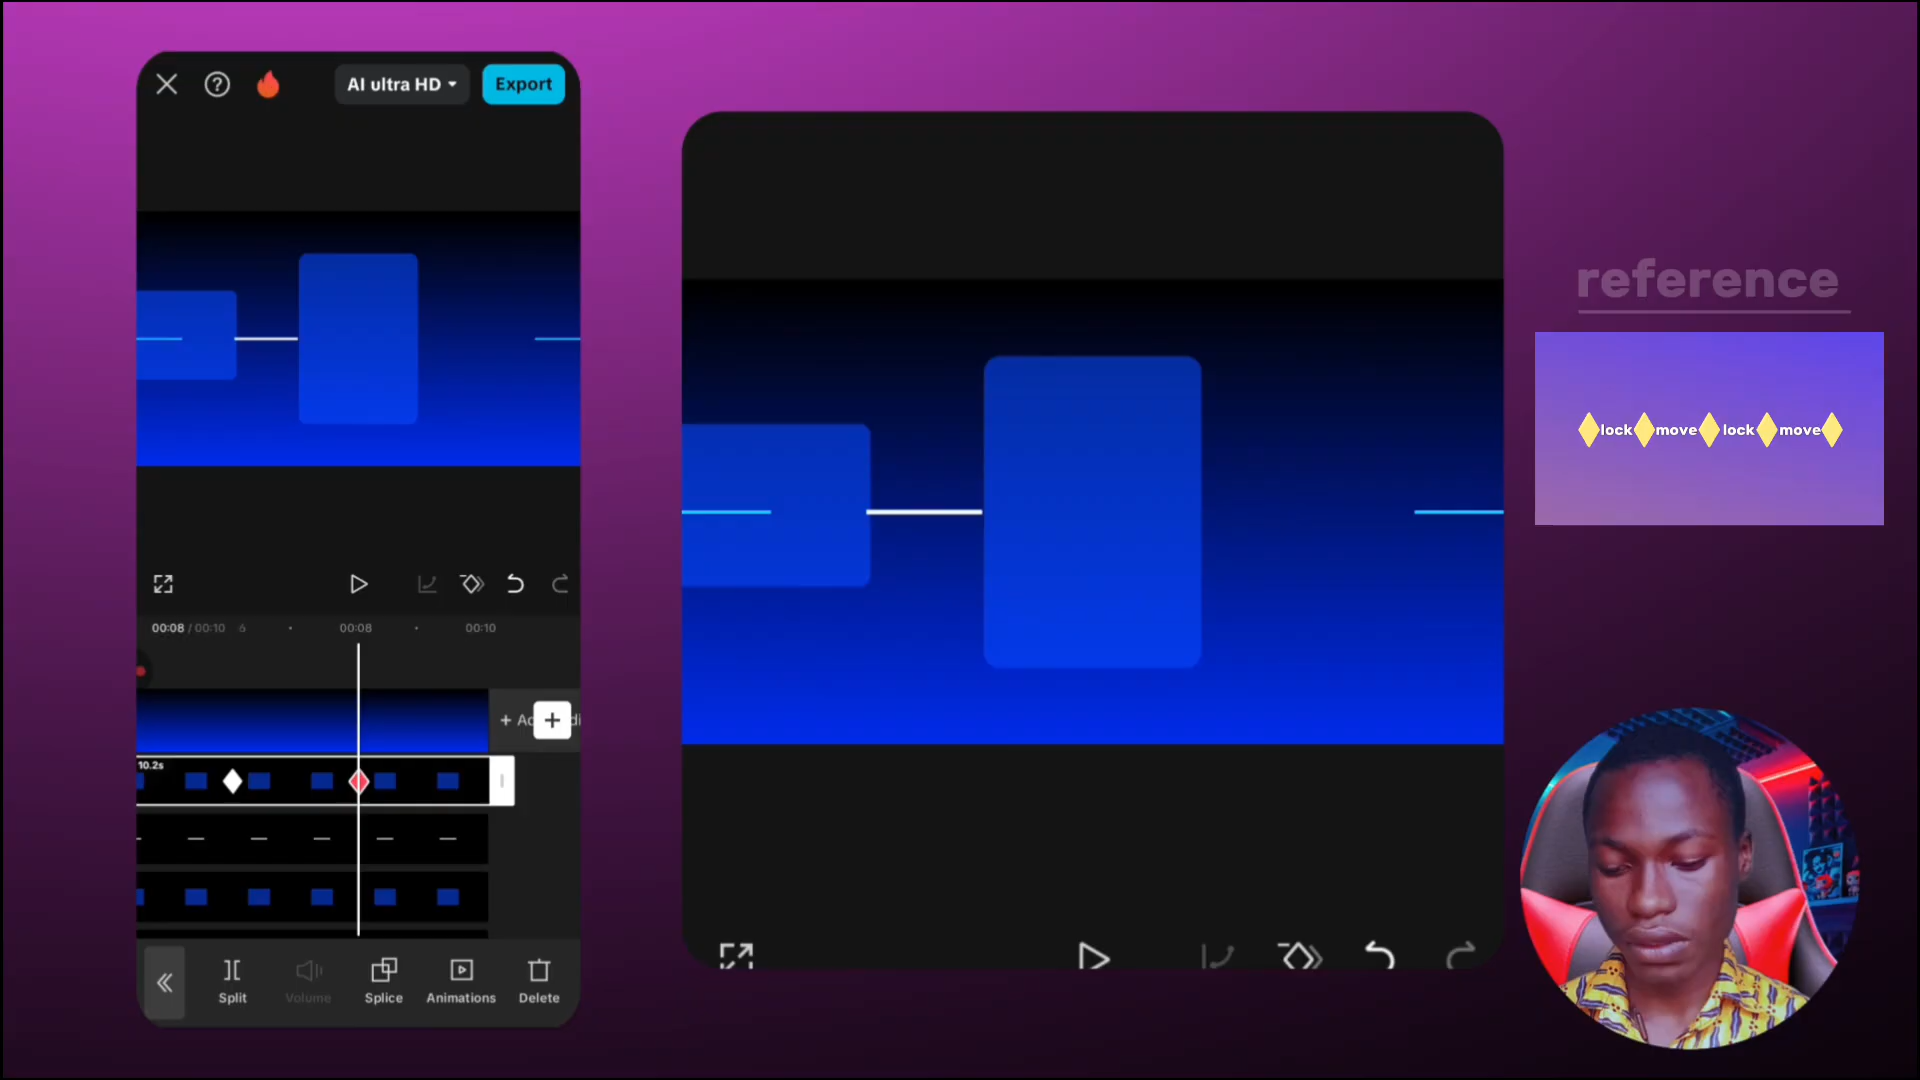 AI ultra HD
Export
00:08 / 00:10
6
00:08
00:10
10.2s
Split
Volume
Splice
Animations
Delete
reference
lock move lock move